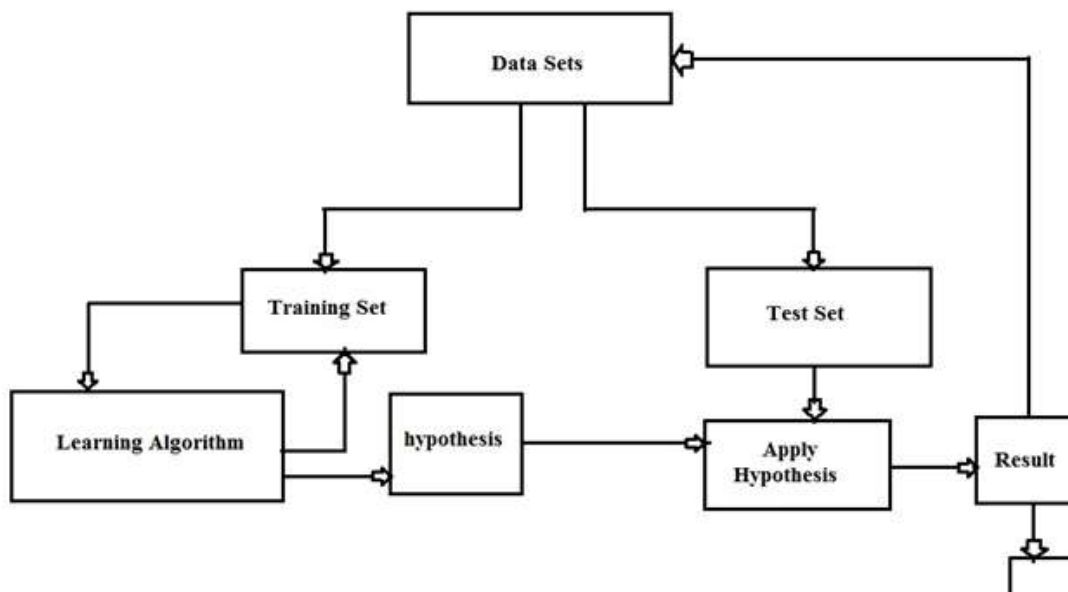 Data Sets
Training Set
Test Set
Learning Algorithm
hypothesis
Apply
Hypothesis
Result